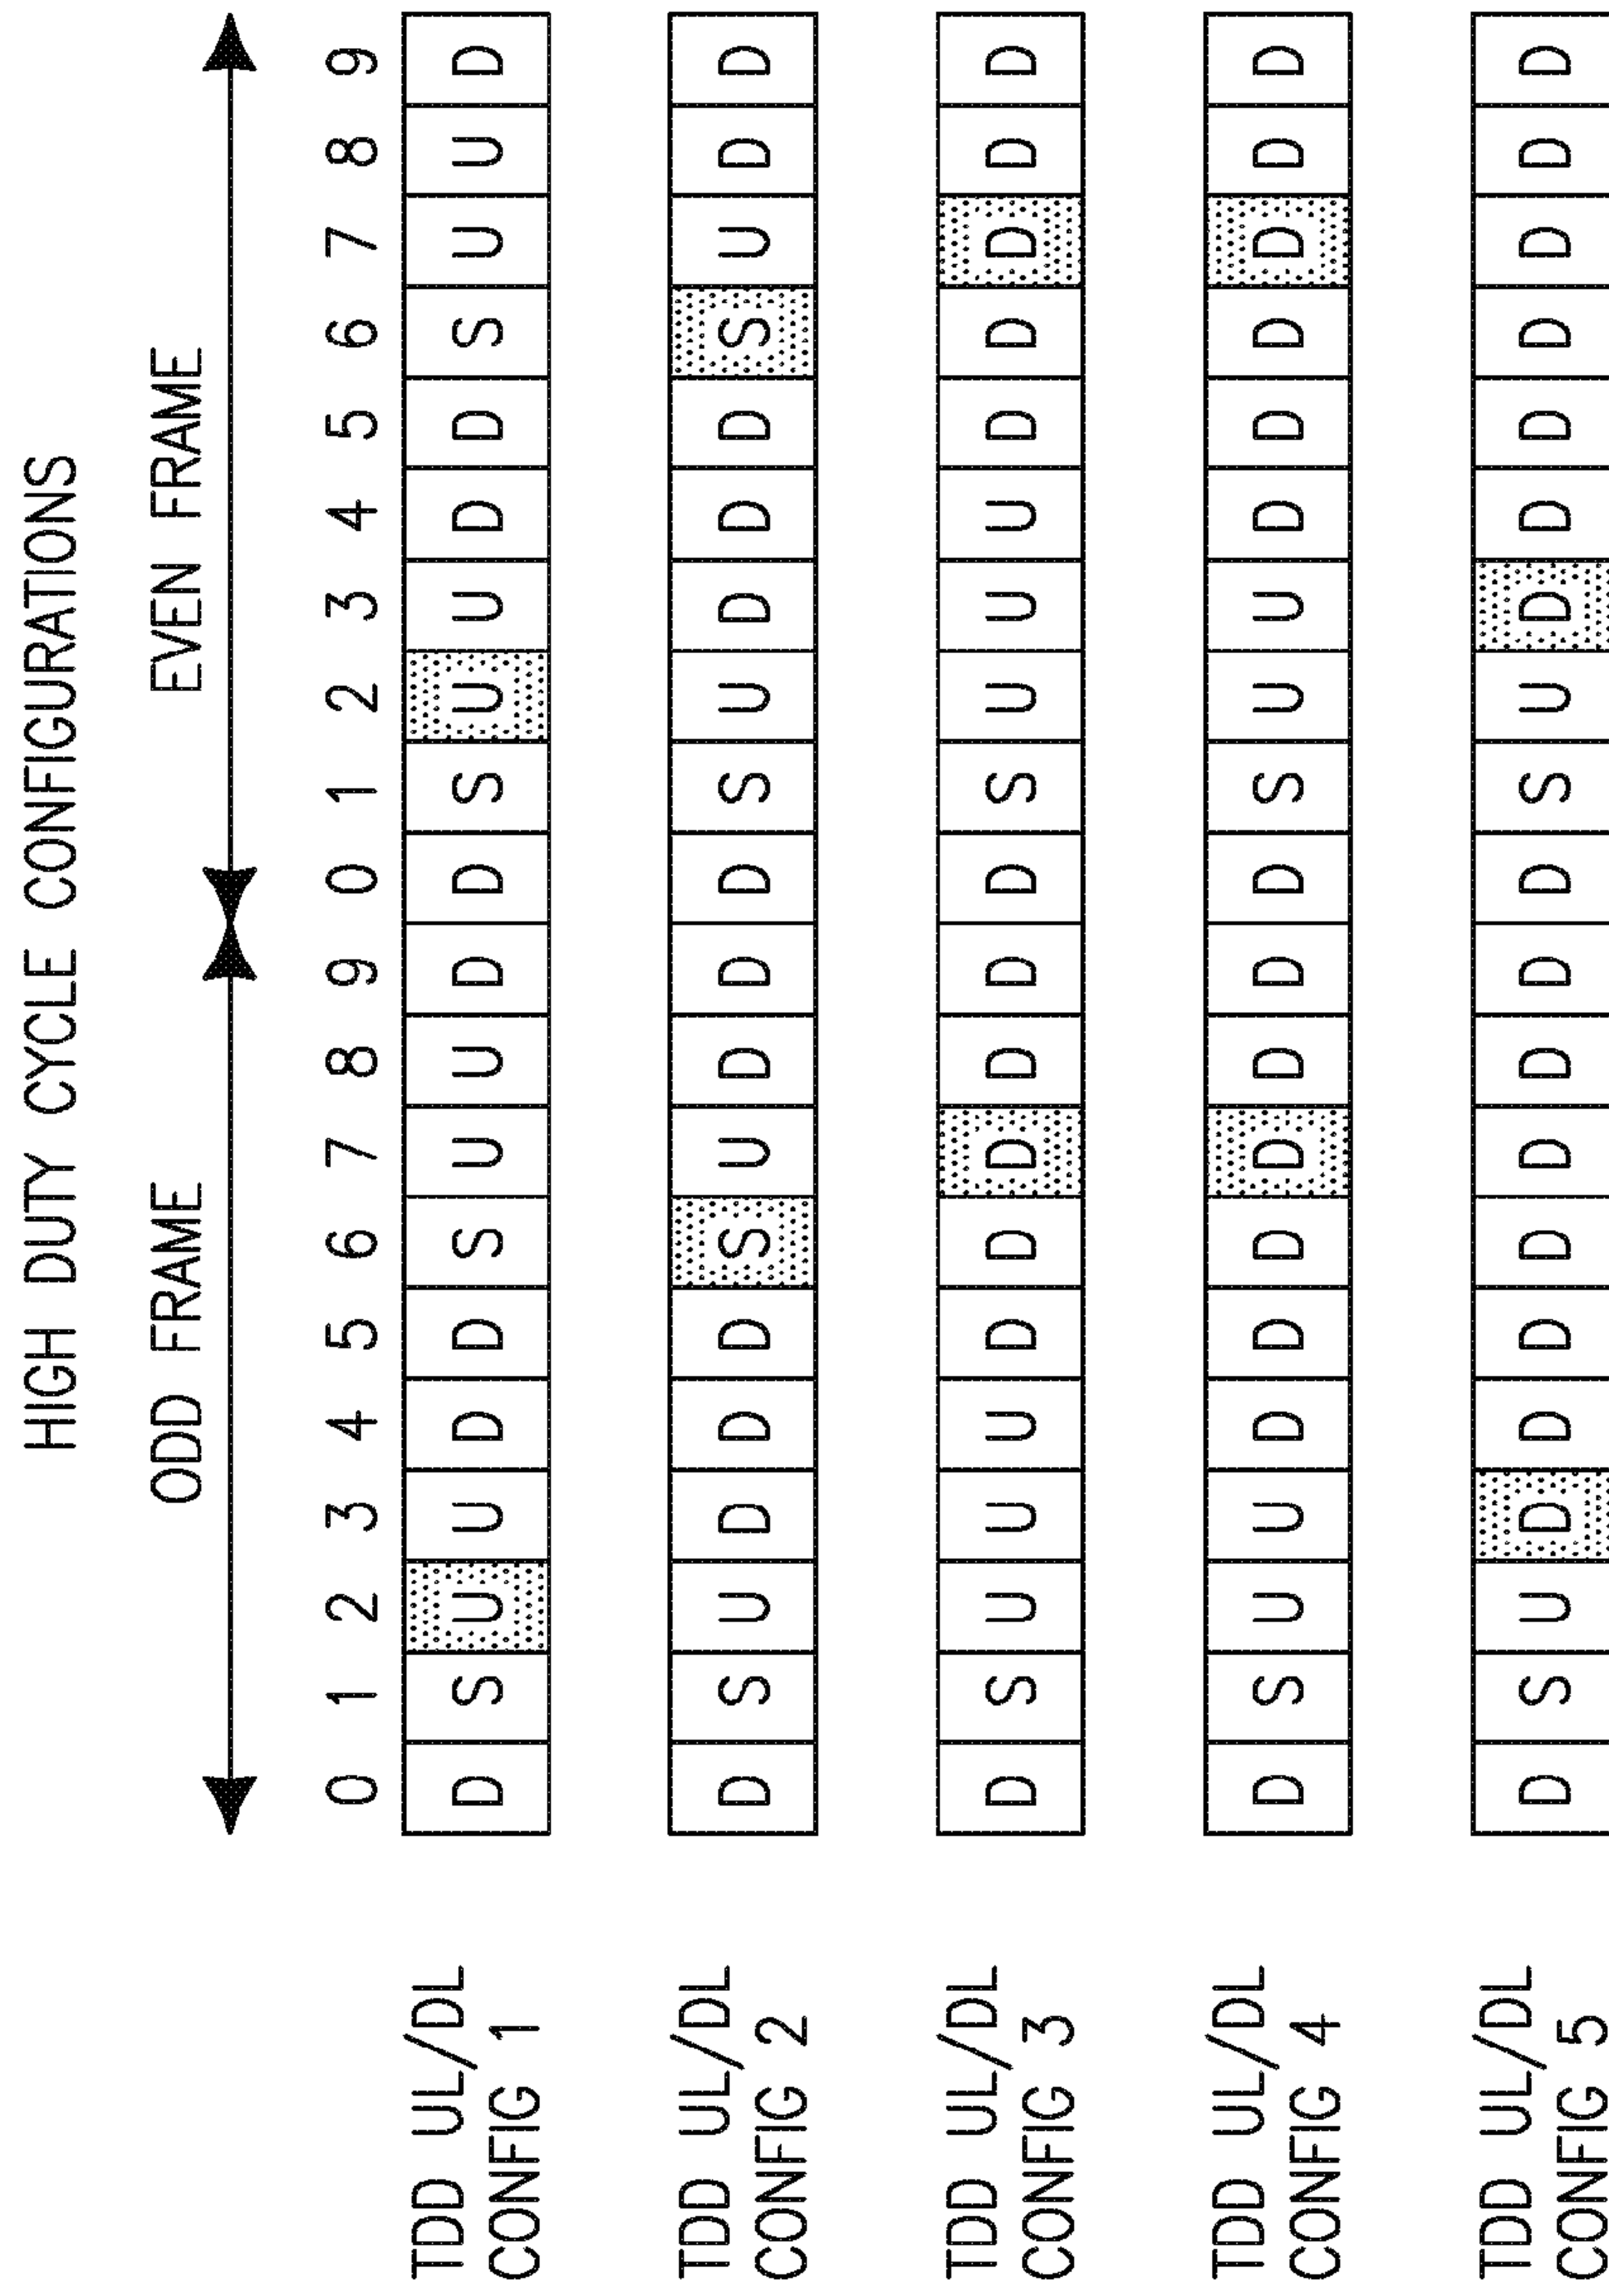 HIGH DUTY CYCLE CONFIGURATIONS
ODD FRAME EVEN FRAME
0 1 2 3 4 5 6 7 8 9 0 1 2 3 4 5 6 7 8 9
TDD UL/DL
CONFIG 1
D S U U D D S U U D D S U U D D S U U D
TDD UL/DL
CONFIG 2
D S U D D D S U D D D S U D D D S U D D
TDD UL/DL
CONFIG 3
D S U U U D D D D D D S U U U D D D D D
TDD UL/DL
CONFIG 4
D S U U D D D D D D D S U U D D D D D D
TDD UL/DL
CONFIG 5
D S U D D D D D D D D S U D D D D D D D